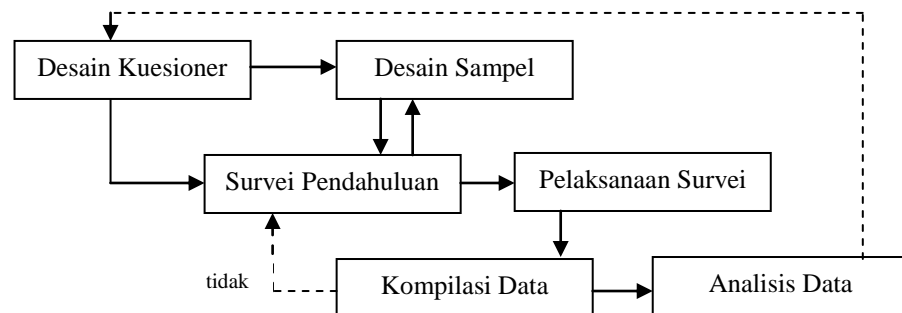 Desain Kuesioner
Desain Sampel
Survei Pendahuluan
Pelaksanaan Survei
tidak
Kompilasi Data
Analisis Data